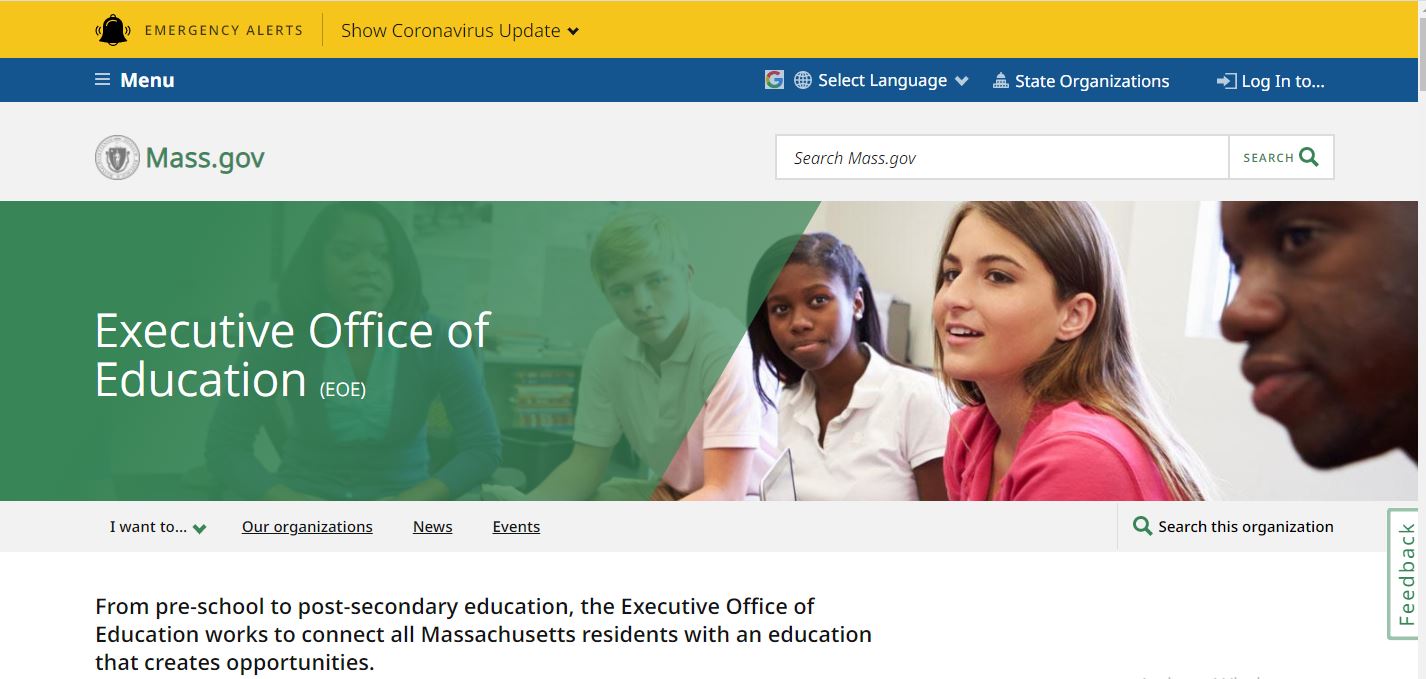 EMERGENCY ALERTS Show Coronavirus Update
Menu Select Language State Organizations Log In to...
Mass.gov Search Mass.gov SEARCH
Executive Office of
Education (EOE)
I want to... Our organizations News Events Search this organization
Feedback
From pre-school to post-secondary education, the Executive Office of
Education works to connect all Massachusetts residents with an education
that creates opportunities.